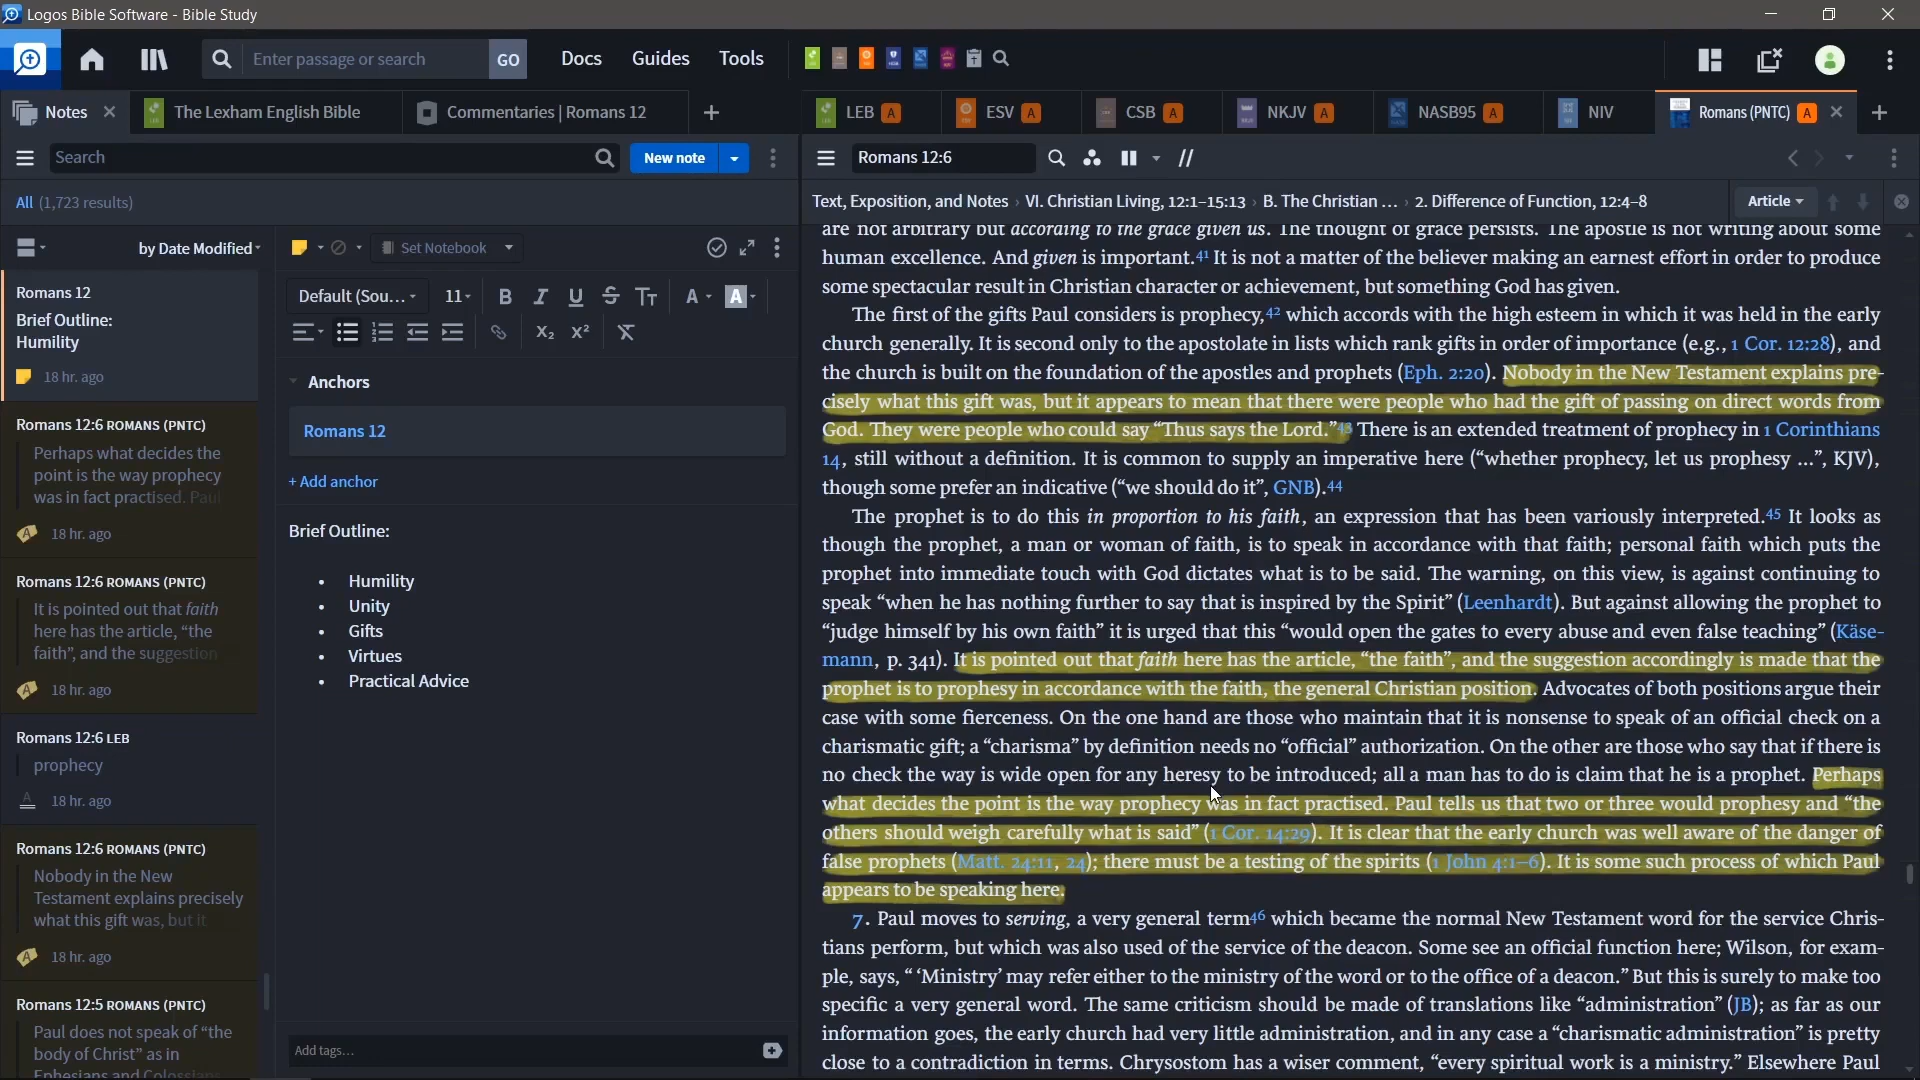 Logos Bible Software - Bible Study
Enter passage or search
GO
Docs
Guides
Tools
Notes
The Lexham English Bible
Commentaries | Romans 12
LEB A
ESV A
CSB A
NKJV A
NASB95 A
NIV
Romans (PNTC) A
Search
New note
All (1,723 results)
by Date Modified
Set Notebook
Default (Sou...
11
Romans 12
Brief Outline:
Humility
18 hr. ago
Romans 12:6 ROMANS (PNTC)
Perhaps what decides the
point is the way prophecy
was in fact practised. Paul
18 hr. ago
Romans 12:6 ROMANS (PNTC)
It is pointed out that faith
here has the article, “the
faith”, and the suggestion
18 hr. ago
Romans 12:6 LEB
prophecy
18 hr. ago
Romans 12:6 ROMANS (PNTC)
Nobody in the New
Testament explains precisely
what this gift was, but it
18 hr. ago
Romans 12:5 ROMANS (PNTC)
Paul does not speak of “the
body of Christ” as in
Ephesians and Colossians
Anchors
Romans 12
+ Add anchor
Brief Outline:
• Humility
• Unity
• Gifts
• Virtues
• Practical Advice
Add tags...
Romans 12:6
Text, Exposition, and Notes › VI. Christian Living, 12:1–15:13 › B. The Christian ... › 2. Difference of Function, 12:4–8
Article
are not arbitrary but according to the grace given us. The thought of grace persists. The apostle is not writing about some
human excellence. And given is important.41 It is not a matter of the believer making an earnest effort in order to produce
some spectacular result in Christian character or achievement, but something God has given.
The first of the gifts Paul considers is prophecy,42 which accords with the high esteem in which it was held in the early
church generally. It is second only to the apostolate in lists which rank gifts in order of importance (e.g., 1 Cor. 12:28), and
the church is built on the foundation of the apostles and prophets (Eph. 2:20). Nobody in the New Testament explains pre-
cisely what this gift was, but it appears to mean that there were people who had the gift of passing on direct words from
God. They were people who could say “Thus says the Lord.”43 There is an extended treatment of prophecy in 1 Corinthians
14, still without a definition. It is common to supply an imperative here (“whether prophecy, let us prophesy ...”, KJV),
though some prefer an indicative (“we should do it”, GNB).44
The prophet is to do this in proportion to his faith, an expression that has been variously interpreted.45 It looks as
though the prophet, a man or woman of faith, is to speak in accordance with that faith; personal faith which puts the
prophet into immediate touch with God dictates what is to be said. The warning, on this view, is against continuing to
speak “when he has nothing further to say that is inspired by the Spirit” (Leenhardt). But against allowing the prophet to
“judge himself by his own faith” it is urged that this “would open the gates to every abuse and even false teaching” (Käse-
mann, p. 341). It is pointed out that faith here has the article, “the faith”, and the suggestion accordingly is made that the
prophet is to prophesy in accordance with the faith, the general Christian position. Advocates of both positions argue their
case with some fierceness. On the one hand are those who maintain that it is nonsense to speak of an official check on a
charismatic gift; a “charisma” by definition needs no “official” authorization. On the other are those who say that if there is
no check the way is wide open for any heresy to be introduced; all a man has to do is claim that he is a prophet. Perhaps
what decides the point is the way prophecy was in fact practised. Paul tells us that two or three would prophesy and “the
others should weigh carefully what is said” (1 Cor. 14:29). It is clear that the early church was well aware of the danger of
false prophets (Matt. 24:11, 24); there must be a testing of the spirits (1 John 4:1–6). It is some such process of which Paul
appears to be speaking here.
7. Paul moves to serving, a very general term46 which became the normal New Testament word for the service Chris-
tians perform, but which was also used of the service of the deacon. Some see an official function here; Wilson, for exam-
ple, says, “ ‘Ministry’ may refer either to the ministry of the word or to the office of a deacon.” But this is surely to make too
specific a very general word. The same criticism should be made of translations like “administration” (JB); as far as our
information goes, the early church had very little administration, and in any case a “charismatic administration” is pretty
close to a contradiction in terms. Chrysostom has a wiser comment, “every spiritual work is a ministry.” Elsewhere Paul